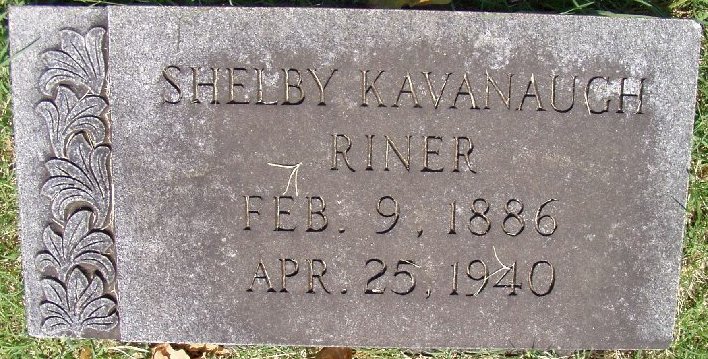 SHELBY KAVANAUGH
RINER
FEB. 9, 1886
APR. 25, 1940